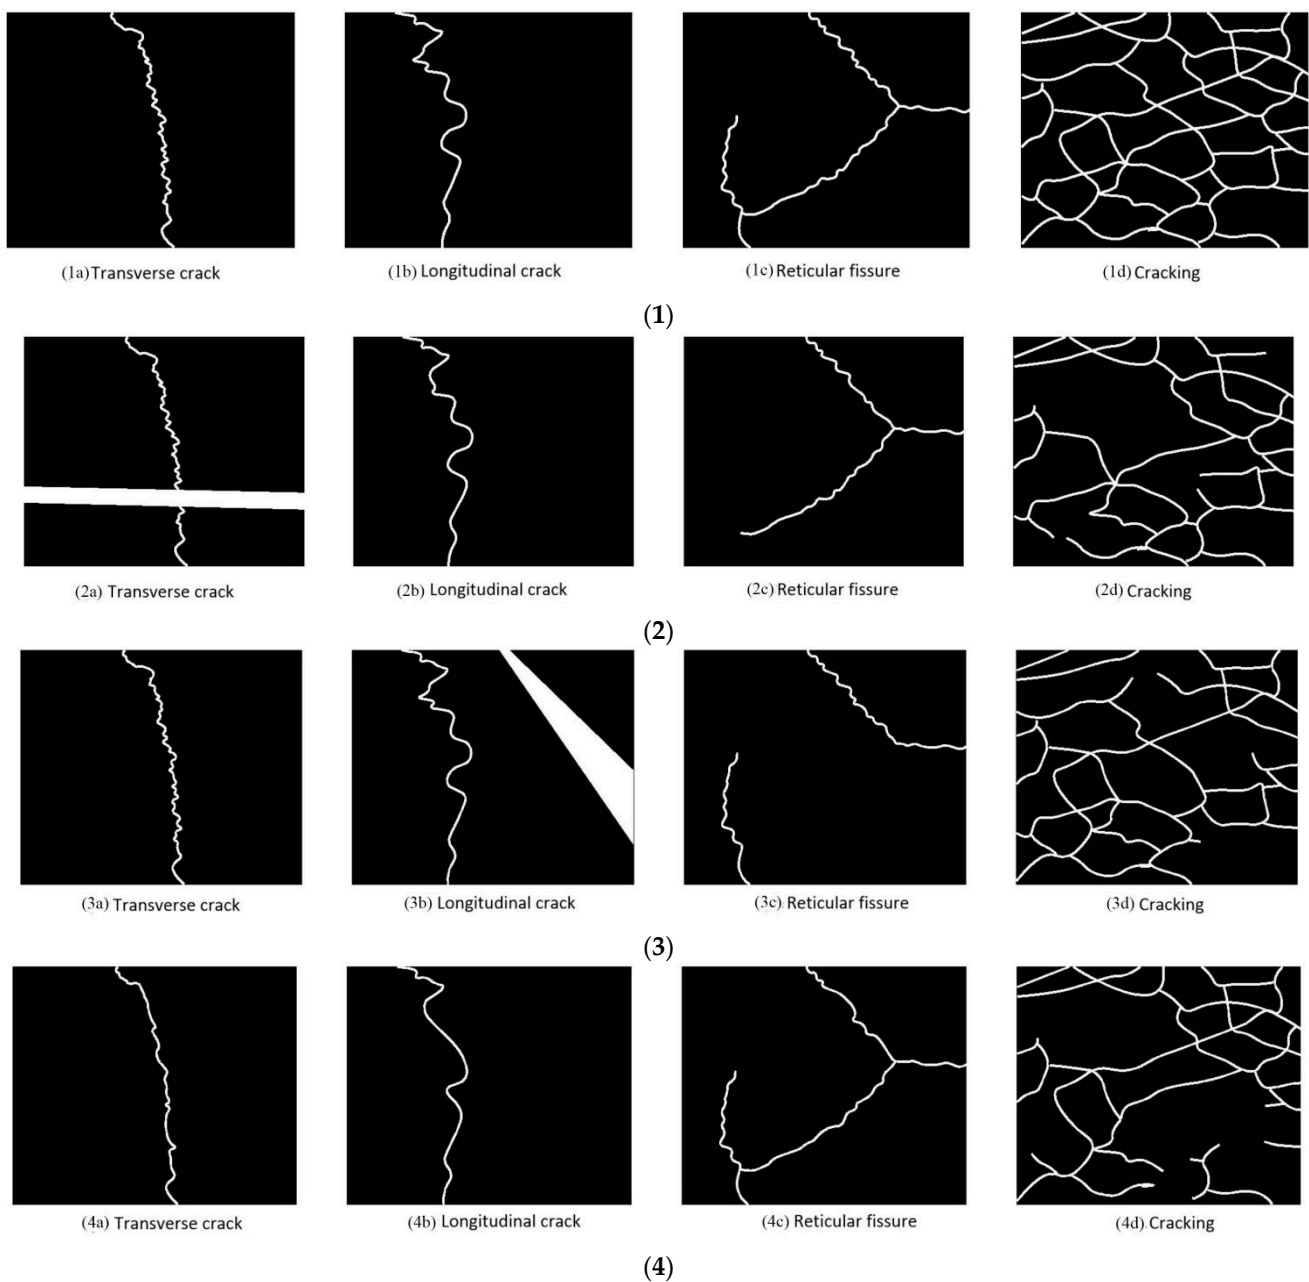 (1a) Transverse crack (1b) Longitudinal crack (1c) Reticular fissure (1d) Cracking
(1)
(2a) Transverse crack (2b) Longitudinal crack (2c) Reticular fissure (2d) Cracking
(2)
(3a) Transverse crack (3b) Longitudinal crack (3c) Reticular fissure (3d) Cracking
(3)
(4a) Transverse crack (4b) Longitudinal crack (4c) Reticular fissure (4d) Cracking
(4)